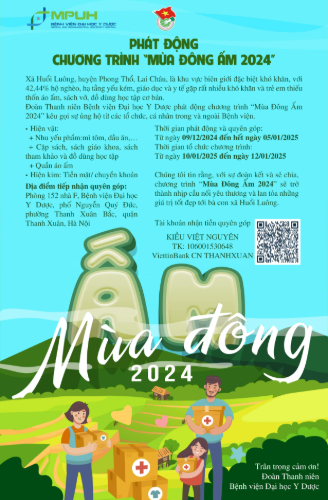 MPUH
BỆNH VIỆN ĐẠI HỌC Y DƯỢC
PHÁT ĐỘNG
CHƯƠNG TRÌNH "MÙA ĐÔNG ẤM 2024"
Xã Huổi Luông, huyện Phong Thổ, Lai Châu, là khu vực biên giới đặc biệt khó khăn, với
42,44% hộ nghèo, hạ tầng yếu kém, giáo dục và y tế gặp rất nhiều khó khăn và trẻ em thiếu
thốn áo ấm, sách vở, đồ dùng học tập cơ bản.
Đoàn Thanh niên Bệnh viện Đại học Y Dược phát động chương trình "Mùa Đông Ấm
2024" kêu gọi sự ủng hộ từ các tổ chức, cá nhân trong và ngoài Bệnh viện.
• Hiện vật:
+ Nhu yếu phẩm: mì tôm, dầu ăn,...
+ Cặp sách, sách giáo khoa, sách
tham khảo và đồ dùng học tập
+ Quần áo ấm
• Hiện kim: Tiền mặt/ chuyển khoản
Địa điểm tiếp nhận quyên góp:
Phòng 152 nhà F, Bệnh viện Đại học
Y Dược, phố Nguyễn Quý Đức,
phường Thanh Xuân Bắc, quận
Thanh Xuân, Hà Nội
Thời gian phát động và quyên góp:
Từ ngày 09/12/2024 đến hết ngày 05/01/2025
Thời gian tổ chức chương trình:
Từ ngày 10/01/2025 đến ngày 12/01/2025
Chúng tôi tin rằng, với sự đoàn kết và sẻ chia,
chương trình "Mùa Đông Ấm 2024" sẽ trở
thành nhịp cầu nối yêu thương và lan tỏa những
giá trị tốt đẹp tới bà con xã Huổi Luông.
Tài khoản nhận tiền quyên góp
KIỀU VIỆT NGUYÊN
TK: 106001530648
ViettinBank CN THANHXUAN
Ấm
Mùa đông
2024
Trân trọng cảm ơn!
Đoàn Thanh niên
Bệnh viện Đại học Y Dược